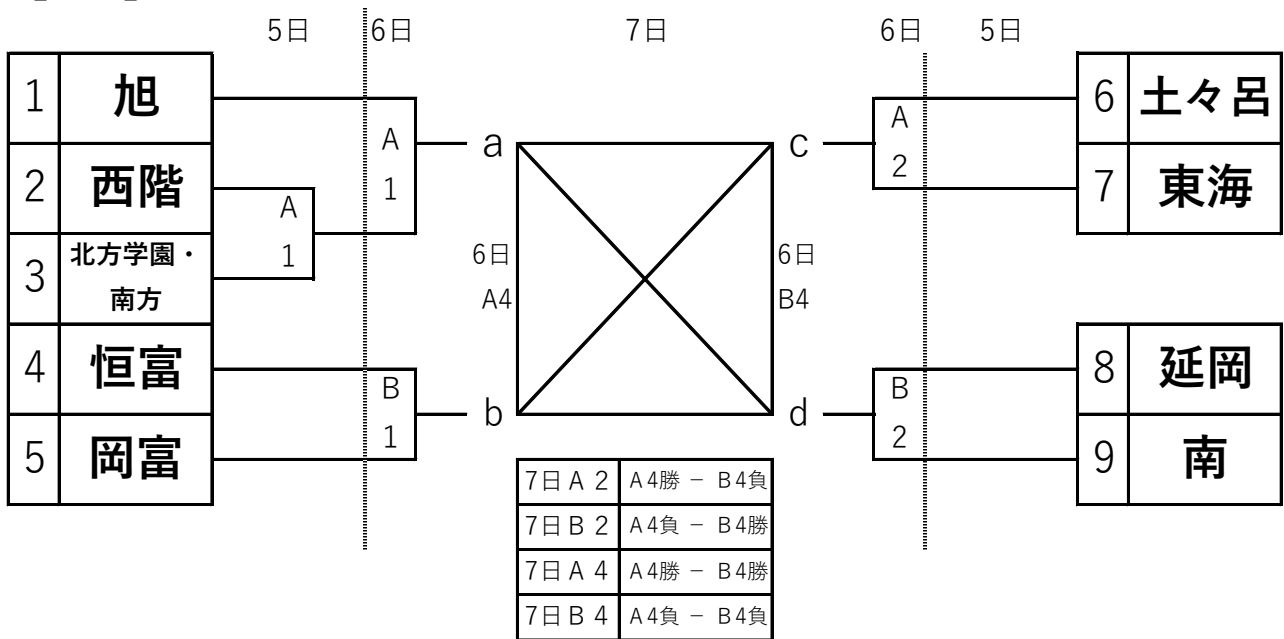 5日 6日 7日 6日 5日
1 旭
2 西階
3 北方学園・
南方
4 恒富
5 岡富
A
1
A
1
B
1
a
b
6日
A4
c
d
6日
B4
A
2
B
2
6 土々呂
7 東海
8 延岡
9 南
7日 A 2 A4勝 － B4負
7日 B 2 A4負 － B4勝
7日 A 4 A4勝 － B4勝
7日 B 4 A4負 － B4負